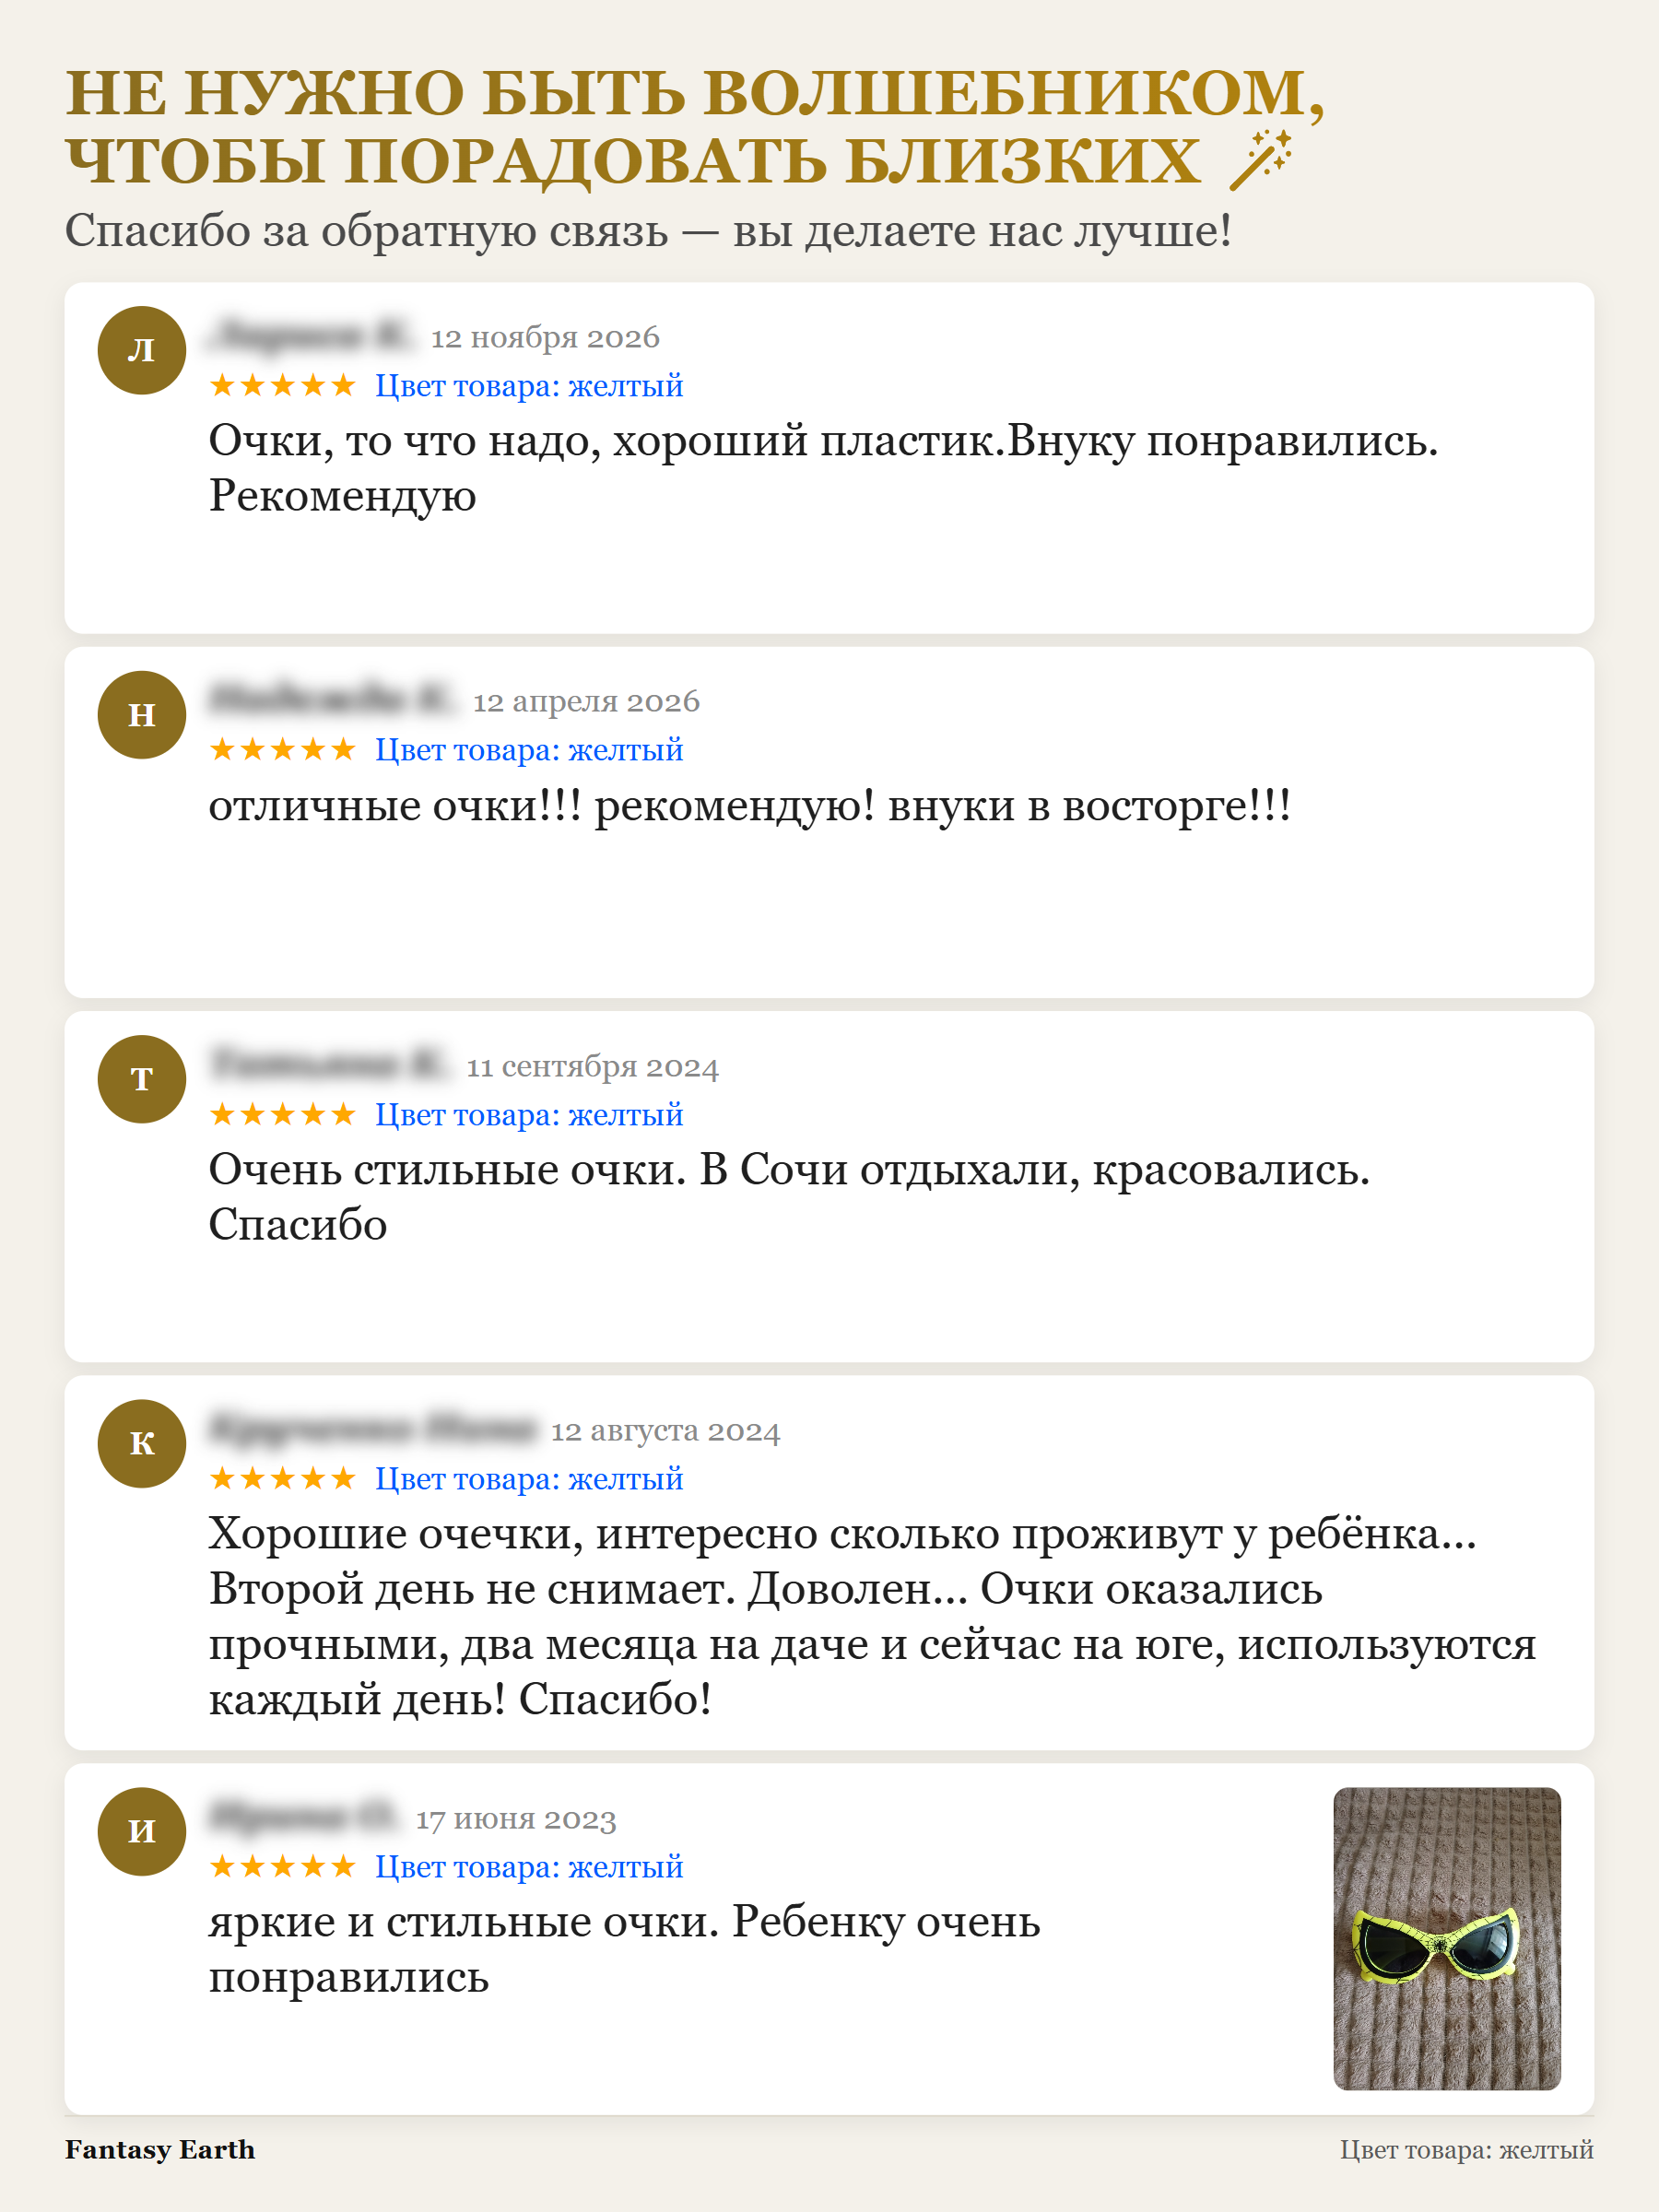 НЕ НУЖНО БЫТЬ ВОЛШЕБНИКОМ,
ЧТОБЫ ПОРАДОВАТЬ БЛИЗКИХ
Спасибо за обратную связь — вы делаете нас лучше!
Л
12 ноября 2026
★★★★★ Цвет товара: желтый
Очки, то что надо, хороший пластик.Внуку понравились.
Рекомендую
Н
12 апреля 2026
★★★★★ Цвет товара: желтый
отличные очки!!! рекомендую! внуки в восторге!!!
Т
11 сентября 2024
★★★★★ Цвет товара: желтый
Очень стильные очки. В Сочи отдыхали, красовались.
Спасибо
К
12 августа 2024
★★★★★ Цвет товара: желтый
Хорошие очечки, интересно сколько проживут у ребёнка...
Второй день не снимает. Доволен... Очки оказались
прочными, два месяца на даче и сейчас на юге, используются
каждый день! Спасибо!
И
17 июня 2023
★★★★★ Цвет товара: желтый
яркие и стильные очки. Ребенку очень
понравились
Fantasy Earth
Цвет товара: желтый